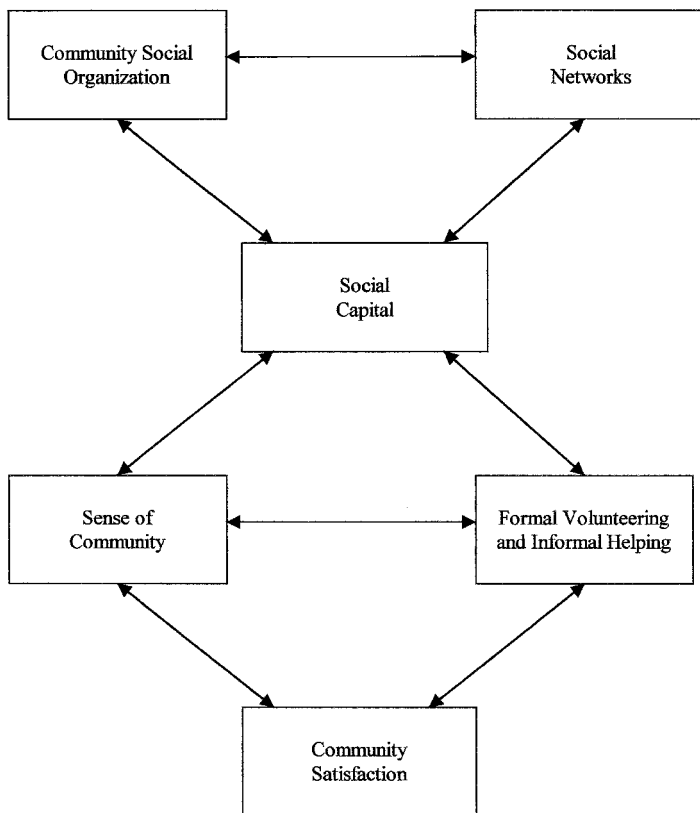 Community Social
Organization
Social
Networks
Social
Capital
Sense of
Community
Formal Volunteering
and Informal Helping
Community
Satisfaction